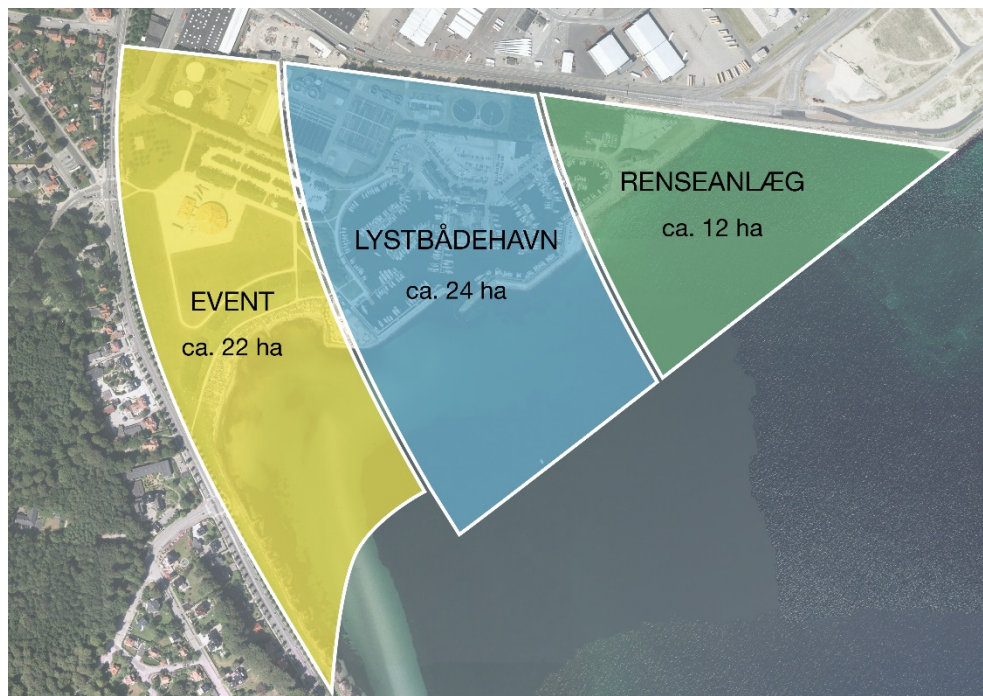 EVENT
ca. 22 ha
LYSTBÅDEHAVN
ca. 24 ha
RENSEANLÆG
ca. 12 ha